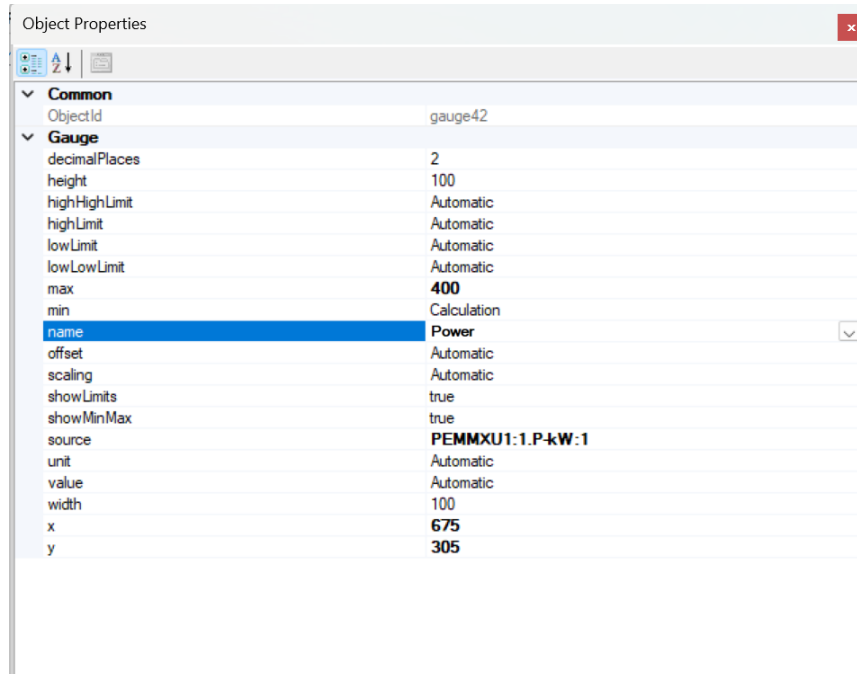 Object Properties
Common
ObjectId gauge42
Gauge
decimalPlaces 2
height 100
highHighLimit Automatic
highLimit Automatic
lowLimit Automatic
lowLowLimit Automatic
max 400
min Calculation
name Power
offset Automatic
scaling Automatic
showLimits true
showMinMax true
source PEMMXU1:1.P-kW:1
unit Automatic
value Automatic
width 100
x 675
y 305